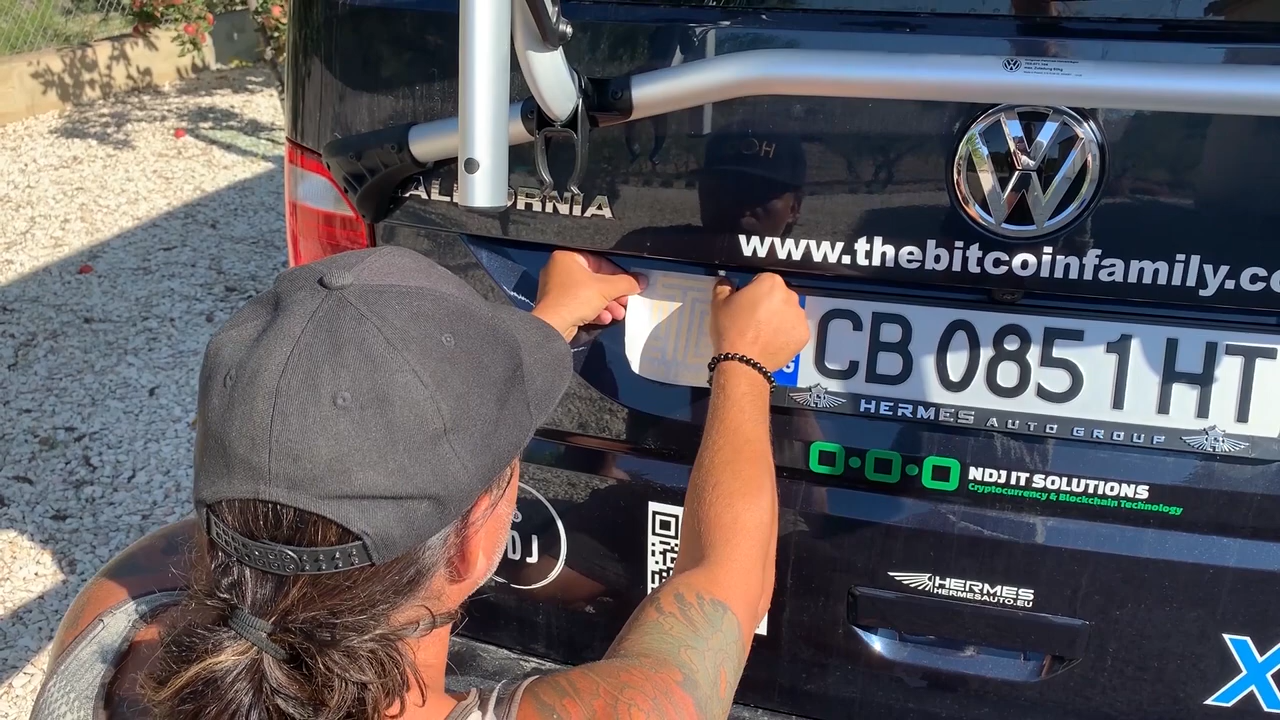 ALIFORNIA
www.thebitcoinfamily.co
G
CB 0851 HT
HERMES AUTO GROUP
NDJ IT SOLUTIONS
Cryptocurrency & Blockchain Technology
DJ
HERMES
HERMESAUTO.EU
X